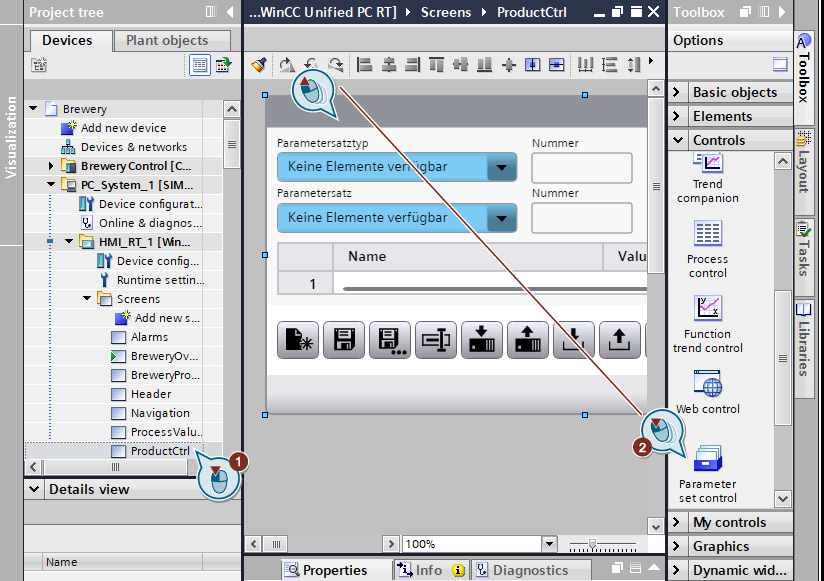 Project tree
Devices
Plant objects
Visualization
Brewery
Add new device
Devices & networks
Brewery Control [C...
PC_System_1 [SIM...
Device configurat...
Online & diagnos...
HMI_RT_1 [Win...
Device config...
Runtime settin...
Screens
Add new s...
Alarms
BreweryOv...
BreweryPro...
Header
Navigation
ProcessValu...
ProductCtrl
1
Details view
Name
...WinCC Unified PC RT]
Screens
ProductCtrl
Parametersatztyp
Nummer
Keine Elemente verfügbar
Parametersatz
Nummer
Keine Elemente verfügbar
Name
Valu
1
100%
Properties
Info
Diagnostics
Toolbox
Options
Basic objects
Elements
Controls
Trend
companion
Process
control
Function
trend control
Web control
2
Parameter
set control
My controls
Graphics
Dynamic wid...
Toolbox
Layout
Tasks
Libraries